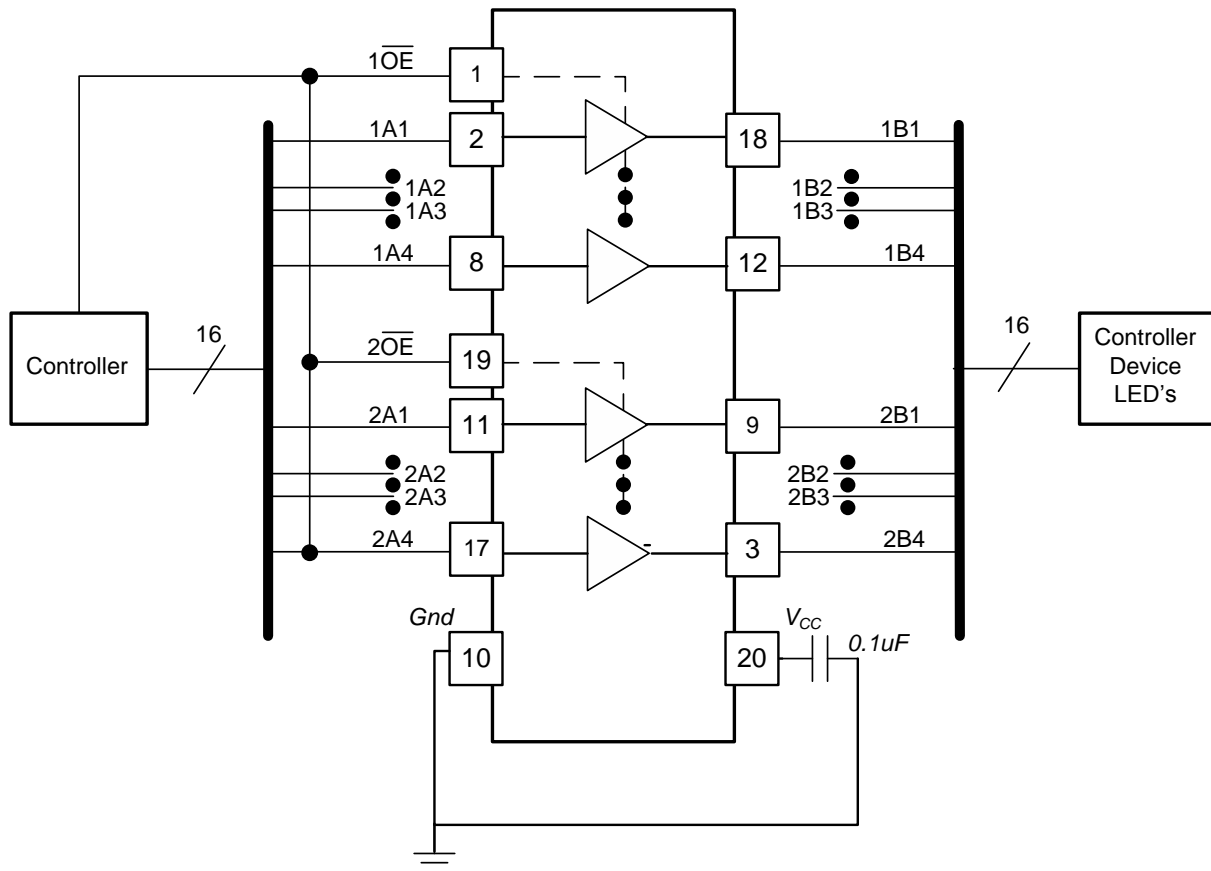 1O̅E̅ 1
1A1 2 18 1B1
1A2 1B2
1A3 1B3
1A4 8 12 1B4
16 2O̅E̅ 19 16
Controller
Controller
Device
LED's
2A1 11 9 2B1
2A2 2B2
2A3 2B3
2A4 17 3 2B4
Gnd VCC
10 20 0.1uF